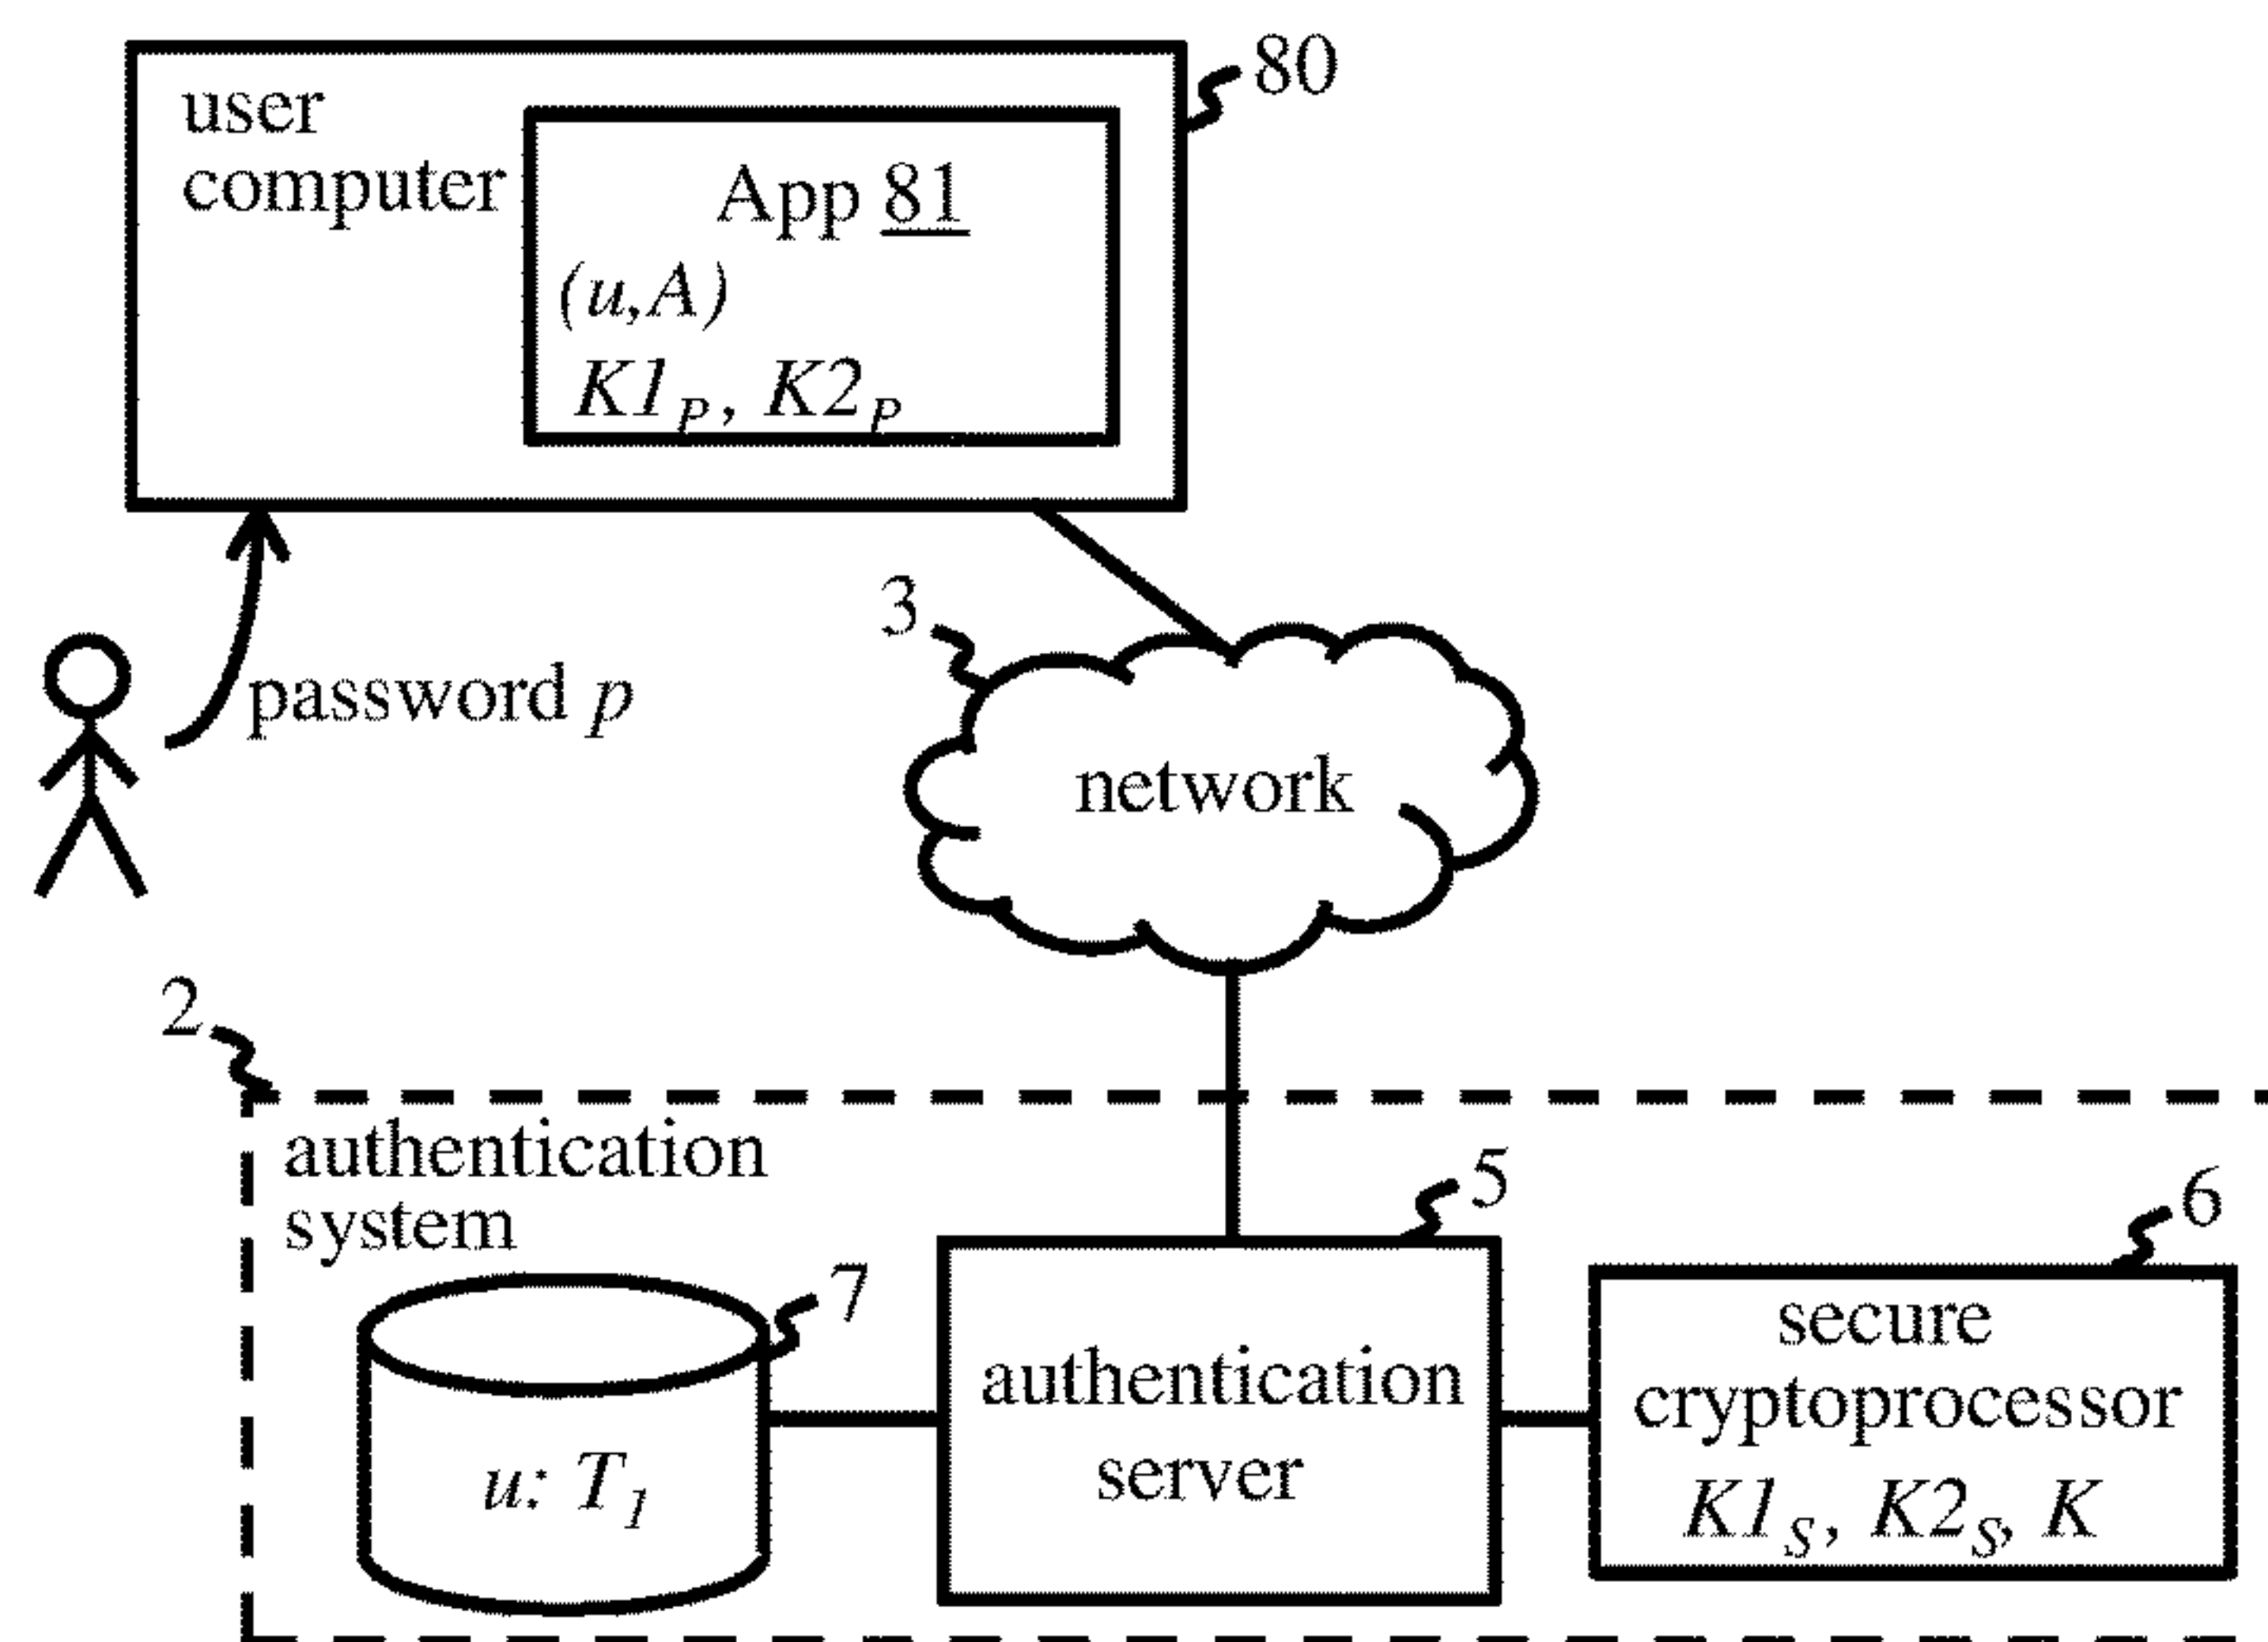 80
user
computer
App 81
(u,A)
K1P, K2P
3
password p
network
2
authentication
system
5
6
7
secure
cryptoprocessor
authentication
server
u: T1
K1S, K2S, K